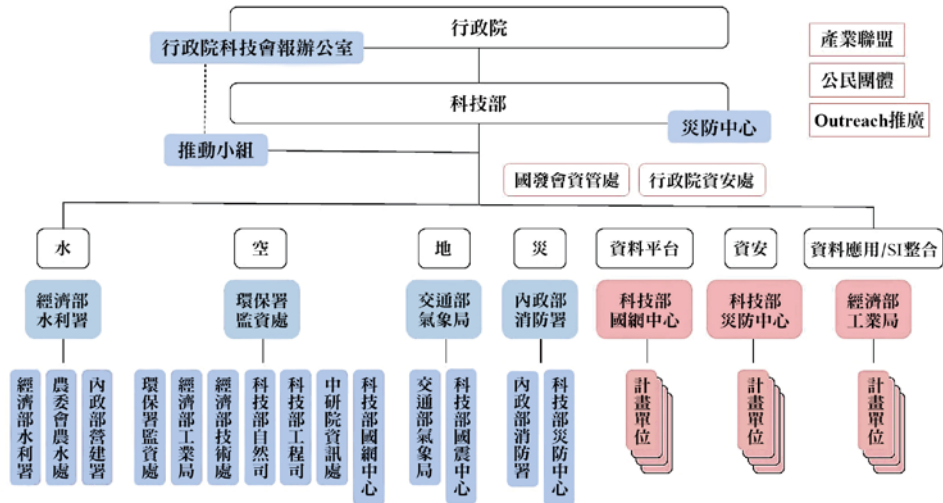 行政院
行政院科技會報辦公室
產業聯盟
公民團體
Outreach推廣
科技部
災防中心
推動小組
國發會資管處
行政院資安處
水
空
地
災
資料平台
資安
資料應用/SI整合
經濟部
水利署
環保署
監資處
交通部
氣象局
內政部
消防署
科技部
國網中心
科技部
災防中心
經濟部
工業局
經濟部水利署
農委會農水處
內政部營建署
環保署監資處
經濟部工業局
經濟部技術處
科技部自然司
科技部工程司
中研院資訊處
科技部國網中心
交通部氣象局
科技部國震中心
內政部消防署
科技部災防中心
計畫單位
計畫單位
計畫單位